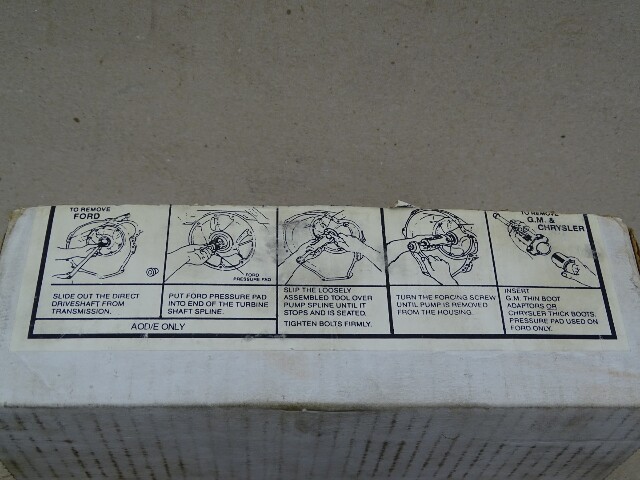 TO REMOVE
FORD
FORD
PRESSURE PAD
TO REMOVE
G.M. &
CHRYSLER
SLIDE OUT THE DIRECT
DRIVESHAFT FROM
TRANSMISSION.
AOD/E ONLY
PUT FORD PRESSURE PAD
INTO END OF THE TURBINE
SHAFT SPLINE.
SLIP THE LOOSELY
ASSEMBLED TOOL OVER
PUMP SPLINE UNTIL IT
STOPS AND IS SEATED.
TIGHTEN BOLTS FIRMLY.
TURN THE FORCING SCREW
UNTIL PUMP IS REMOVED
FROM THE HOUSING.
INSERT
G.M. THIN BOOT
ADAPTORS OR
CHRYSLER THICK BOOTS.
PRESSURE PAD USED ON
FORD ONLY.